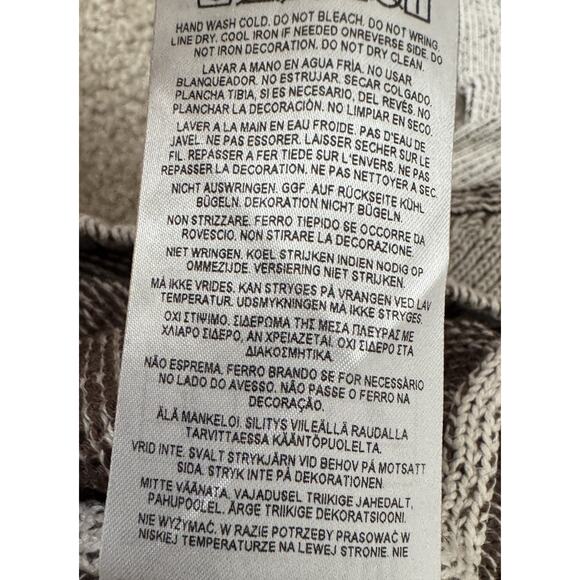 HAND WASH COLD. DO NOT BLEACH. DO NOT WRING.
LINE DRY. COOL IRON IF NEEDED ONREVERSE SIDE. DO
NOT IRON DECORATION. DO NOT DRY CLEAN.
LAVAR A MANO EN AGUA FRÍA. NO USAR
BLANQUEADOR. NO ESTRUJAR. SECAR COLGADO.
PLANCHA TIBIA, SI ES NECESARIO, DEL REVÉS. NO
PLANCHAR LA DECORACIÓN. NO LIMPIAR EN SECO.
LAVER A LA MAIN EN EAU FROIDE. PAS D'EAU DE
JAVEL. NE PAS ESSORER. LAISSER SECHER SUR LE
FIL. REPASSER A FER TIEDE SUR L'ENVERS. NE PAS
REPASSER LA DECORATION. NE PAS NETTOYER A SEC.
NICHT AUSWRINGEN. GGF. AUF RÜCKSEITE KÜHL
BÜGELN. DEKORATION NICHT BÜGELN.
NON STRIZZARE. FERRO TIEPIDO SE OCCORRE DA
ROVESCIO. NON STIRARE LA DECORAZIONE.
NIET WRINGEN. KOEL STRIJKEN INDIEN NODIG OP
OMMEZIJDE. VERSIERING NIET STRIJKEN.
MÅ IKKE VRIDES. KAN STRYGES PÅ VRANGEN VED LAV
TEMPERATUR. UDSMYKNINGEN MÅ IKKE STRYGES.
ΟΧΙ ΣΤΙΨΙΜΟ. ΣΙΔΕΡΩΜΑ ΤΗΣ ΜΕΣΑ ΠΛΕΥΡΑΣ ΜΕ
ΧΛΙΑΡΟ ΣΙΔΕΡΟ, ΑΝ ΧΡΕΙΑΖΕΤΑΙ. ΟΧΙ ΣΙΔΕΡΟ ΣΤΑ
ΔΙΑΚΟΣΜΗΤΙΚΑ.
NÃO ESPREMA. FERRO BRANDO SE FOR NECESSÁRIO
NO LADO DO AVESSO. NÃO PASSE O FERRO NA
DECORAÇÃO.
ÄLÄ MANKELOI. SILITYS VIILEÄLLÄ RAUDALLA
TARVITTAESSA KÄÄNTÖPUOLELTA.
VRID INTE. SVALT STRYKJÄRN VID BEHOV PÅ MOTSATT
SIDA. STRYK INTE PÅ DEKORATIONEN.
MITTE VÄÄNATA. VAJADUSEL TRIIKIGE JAHEDALT,
PAHUPOOLEL. ÄRGE TRIIKIGE DEKORATSIOONI.
NIE WYŻYMAĆ. W RAZIE POTRZEBY PRASOWAĆ W
NISKIEJ TEMPERATURZE NA LEWEJ STRONIE. NIE